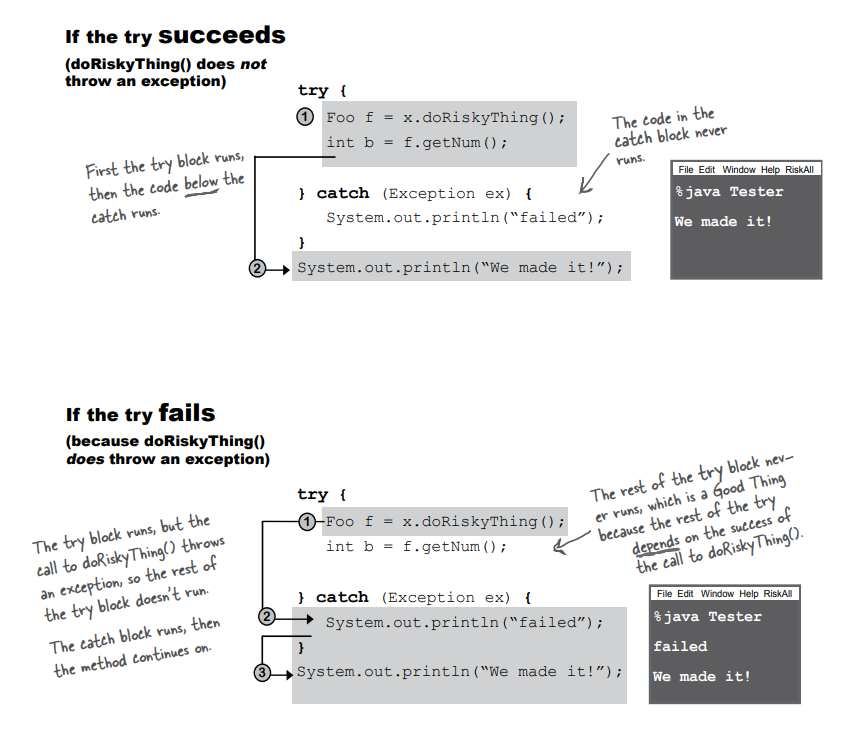 If the try succeeds
(doRiskyThing() does not
throw an exception)
try {
1 Foo f = x.doRiskyThing();
int b = f.getNum();
The code in the
catch block never
runs.
First the try block runs,
then the code below the
catch runs.
} catch (Exception ex) {
System.out.println(“failed”);
}
2 System.out.println(“We made it!”);
File Edit Window Help RiskAll
%java Tester
We made it!
If the try fails
(because doRiskyThing()
does throw an exception)
try {
1 Foo f = x.doRiskyThing();
int b = f.getNum();
The rest of the try block nev–
er runs, which is a Good Thing
because the rest of the try
depends on the success of
the call to doRiskyThing().
The try block runs, but the
call to doRiskyThing() throws
an exception, so the rest of
the try block doesn't run.
The catch block runs, then
the method continues on.
} catch (Exception ex) {
2 System.out.println(“failed”);
}
3 System.out.println(“We made it!”);
File Edit Window Help RiskAll
%java Tester
failed
We made it!